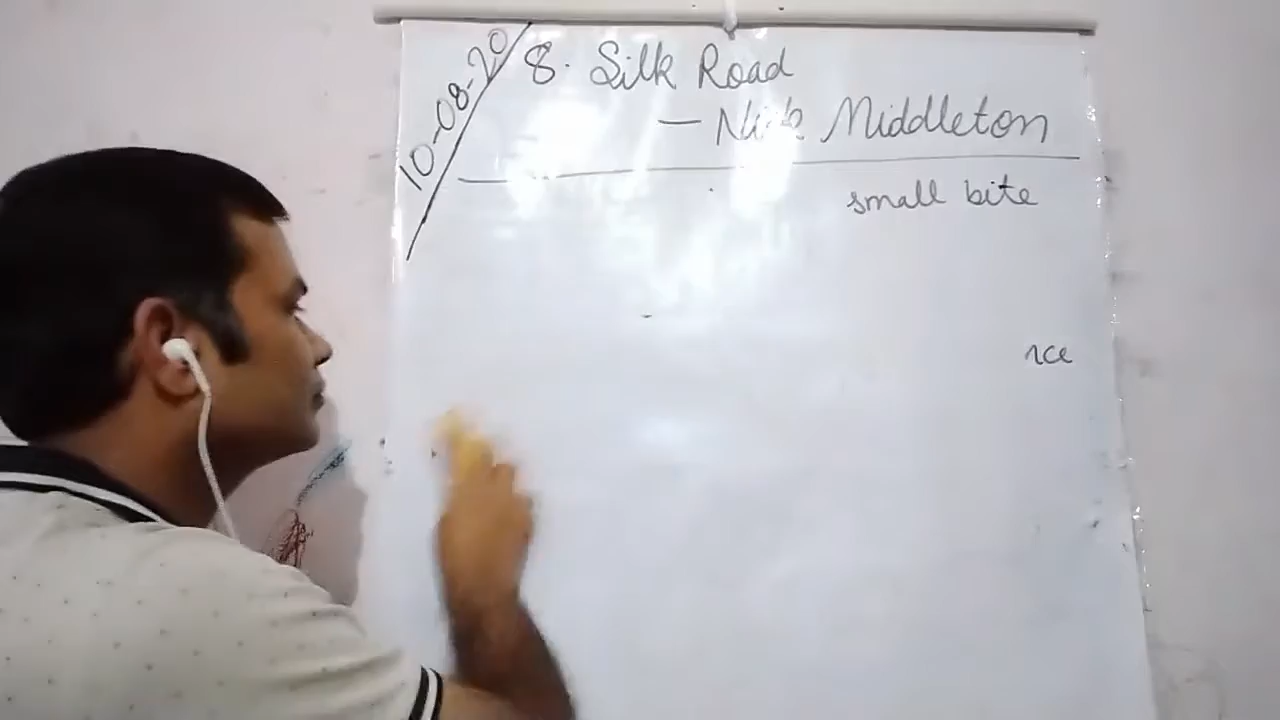 10-08-20
8. Silk Road
— Nick Middleton
small bite